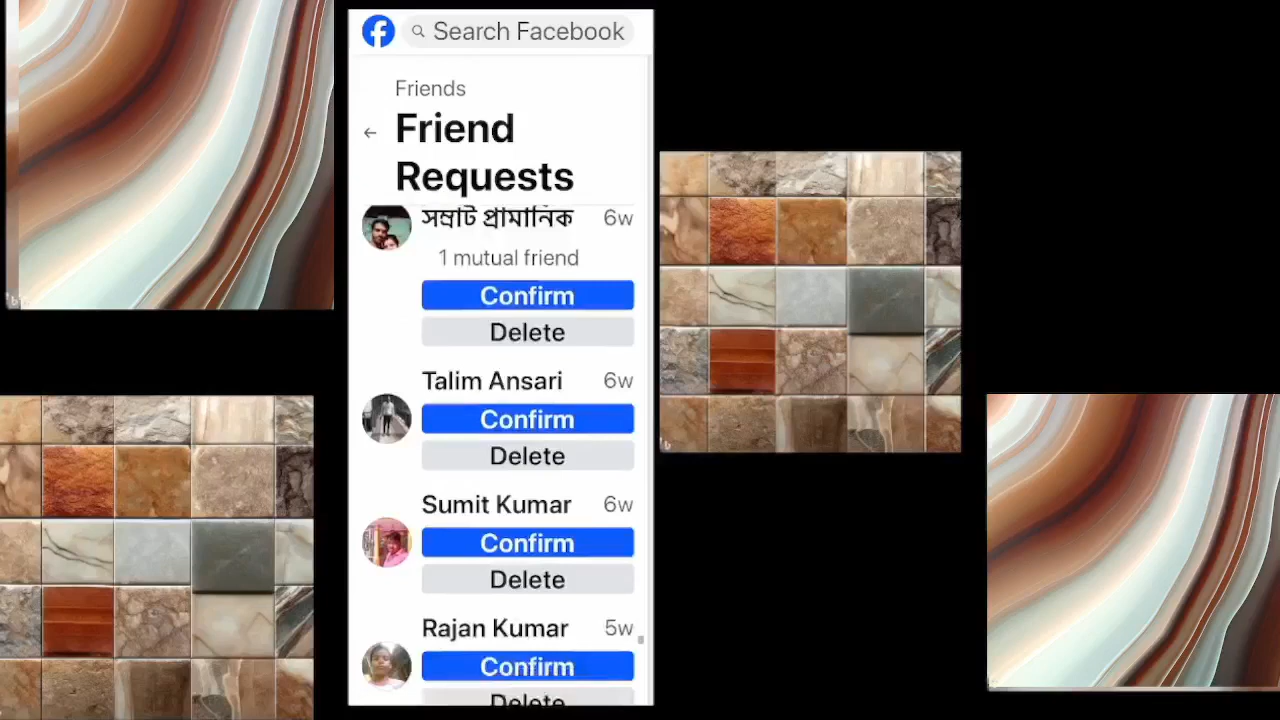 Search Facebook
Friends
Friend
Requests
সম্রাট প্রামানিক 6w
1 mutual friend
Confirm
Delete
Talim Ansari 6w
Confirm
Delete
Sumit Kumar 6w
Confirm
Delete
Rajan Kumar 5w
Confirm
Delete